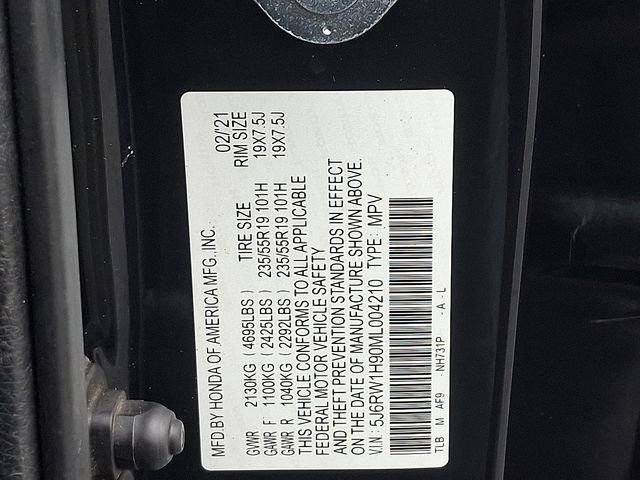 MFD.BY HONDA OF AMERICA MFG.,INC. 02/'21
TIRE SIZE RIM SIZE
GVWR 2130KG ( 4695LBS )
GAWR F 1100KG ( 2425LBS ) 235/55R19 101H 19X7.5J
GAWR R 1040KG ( 2292LBS ) 235/55R19 101H 19X7.5J
THIS VEHICLE CONFORMS TO ALL APPLICABLE
FEDERAL MOTOR VEHICLE SAFETY
AND THEFT PREVENTION STANDARDS IN EFFECT
ON THE DATE OF MANUFACTURE SHOWN ABOVE.
V.I.N: 5J6RW1H90ML004210 TYPE: MPV
TLB M AF9 - NH731P - A - L